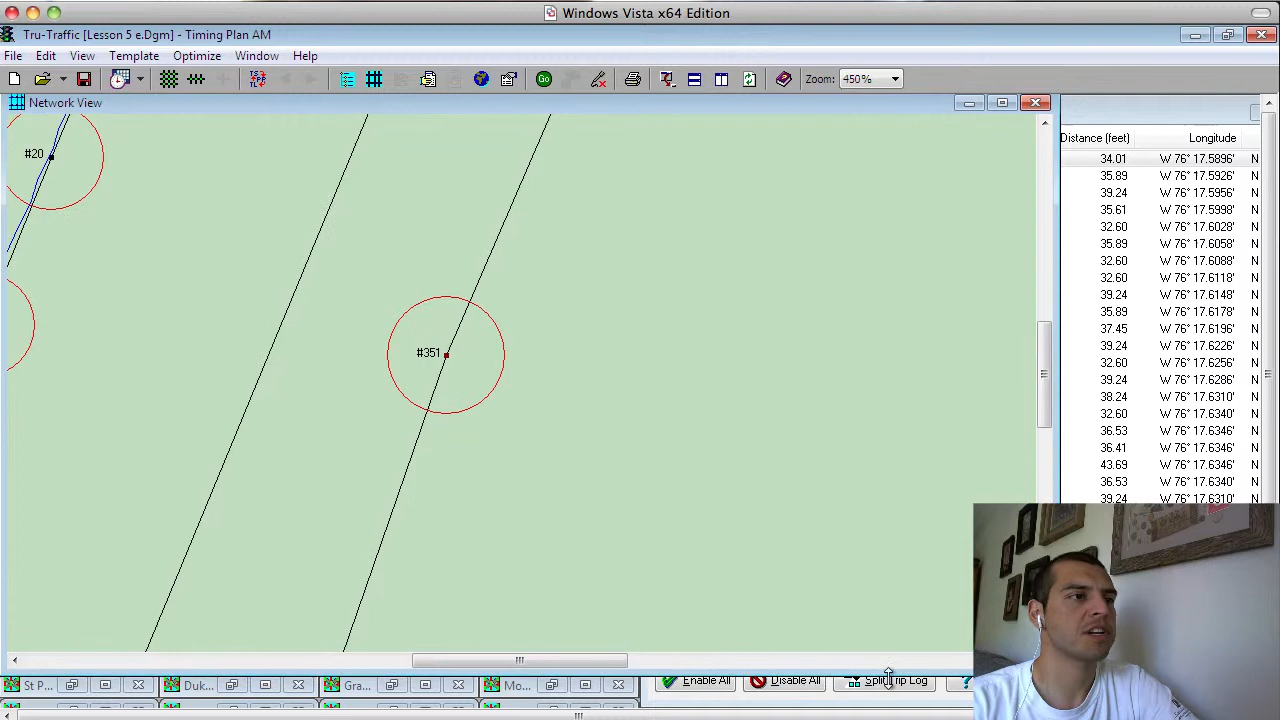 Windows Vista x64 Edition
Tru-Traffic [Lesson 5 e.Dgm] - Timing Plan AM
File Edit View Template Optimize Window Help
TS PP TL Go Zoom: 450%
Network View
Distance (feet) Longitude
34.01 W 76° 17.5896' N
35.89 W 76° 17.5926' N
39.24 W 76° 17.5956' N
35.61 W 76° 17.5998' N
32.60 W 76° 17.6028' N
35.89 W 76° 17.6058' N
32.60 W 76° 17.6088' N
32.60 W 76° 17.6118' N
39.24 W 76° 17.6148' N
35.89 W 76° 17.6178' N
37.45 W 76° 17.6196' N
39.24 W 76° 17.6226' N
32.60 W 76° 17.6256' N
39.24 W 76° 17.6286' N
38.24 W 76° 17.6310' N
32.60 W 76° 17.6340' N
36.53 W 76° 17.6346' N
36.41 W 76° 17.6346' N
43.69 W 76° 17.6346' N
36.53 W 76° 17.6340' N
39.24 W 76° 17.6310' N
#20
#351
St P... Duk... Gra... Mo... Enable All Disable All Split Trip Log ?